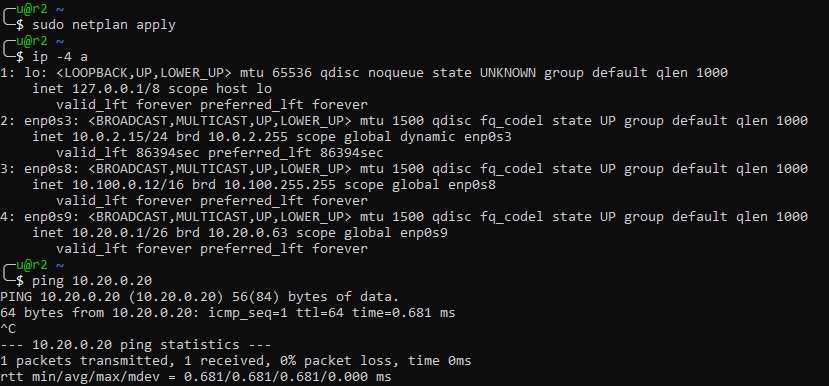 u@r2 ~
$ sudo netplan apply
u@r2 ~
$ ip -4 a
1: lo: <LOOPBACK,UP,LOWER_UP> mtu 65536 qdisc noqueue state UNKNOWN group default qlen 1000
    inet 127.0.0.1/8 scope host lo
       valid_lft forever preferred_lft forever
2: enp0s3: <BROADCAST,MULTICAST,UP,LOWER_UP> mtu 1500 qdisc fq_codel state UP group default qlen 1000
    inet 10.0.2.15/24 brd 10.0.2.255 scope global dynamic enp0s3
       valid_lft 86394sec preferred_lft 86394sec
3: enp0s8: <BROADCAST,MULTICAST,UP,LOWER_UP> mtu 1500 qdisc fq_codel state UP group default qlen 1000
    inet 10.100.0.12/16 brd 10.100.255.255 scope global enp0s8
       valid_lft forever preferred_lft forever
4: enp0s9: <BROADCAST,MULTICAST,UP,LOWER_UP> mtu 1500 qdisc fq_codel state UP group default qlen 1000
    inet 10.20.0.1/26 brd 10.20.0.63 scope global enp0s9
       valid_lft forever preferred_lft forever
u@r2 ~
$ ping 10.20.0.20
PING 10.20.0.20 (10.20.0.20) 56(84) bytes of data.
64 bytes from 10.20.0.20: icmp_seq=1 ttl=64 time=0.681 ms
^C
--- 10.20.0.20 ping statistics ---
1 packets transmitted, 1 received, 0% packet loss, time 0ms
rtt min/avg/max/mdev = 0.681/0.681/0.681/0.000 ms